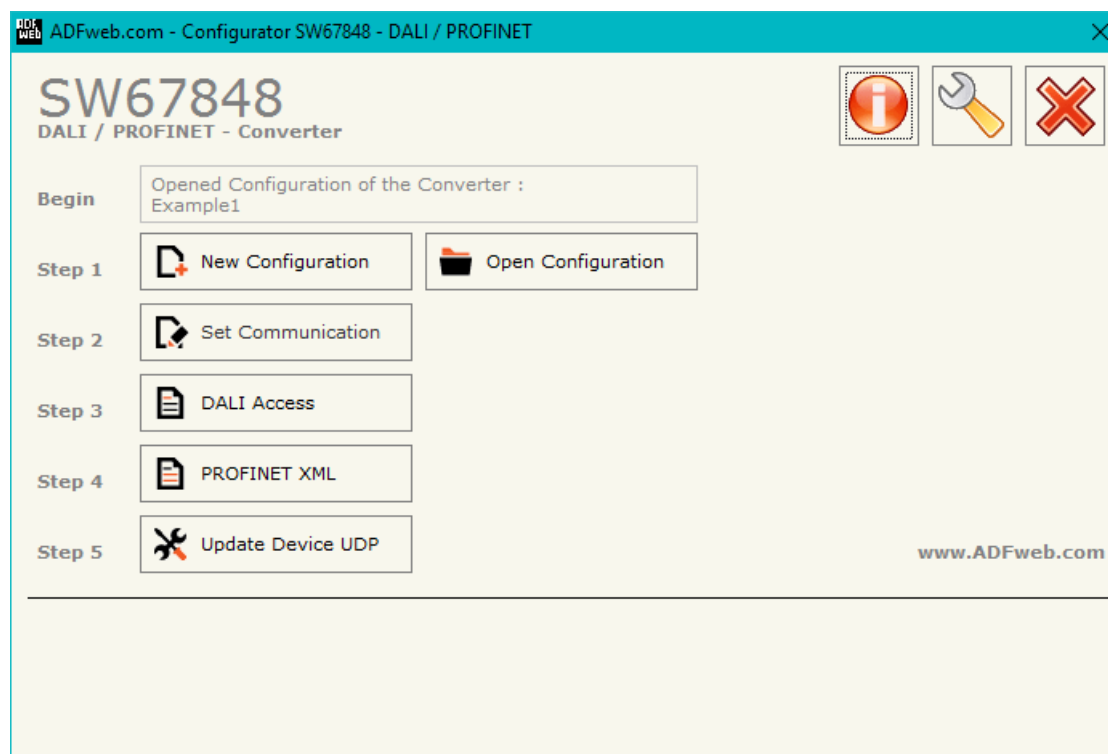 ADF
WEB
ADFweb.com - Configurator SW67848 - DALI / PROFINET
SW67848
DALI / PROFINET - Converter
Begin
Opened Configuration of the Converter :
Example1
Step 1
New Configuration
Open Configuration
Step 2
Set Communication
Step 3
DALI Access
Step 4
PROFINET XML
Step 5
Update Device UDP
www.ADFweb.com